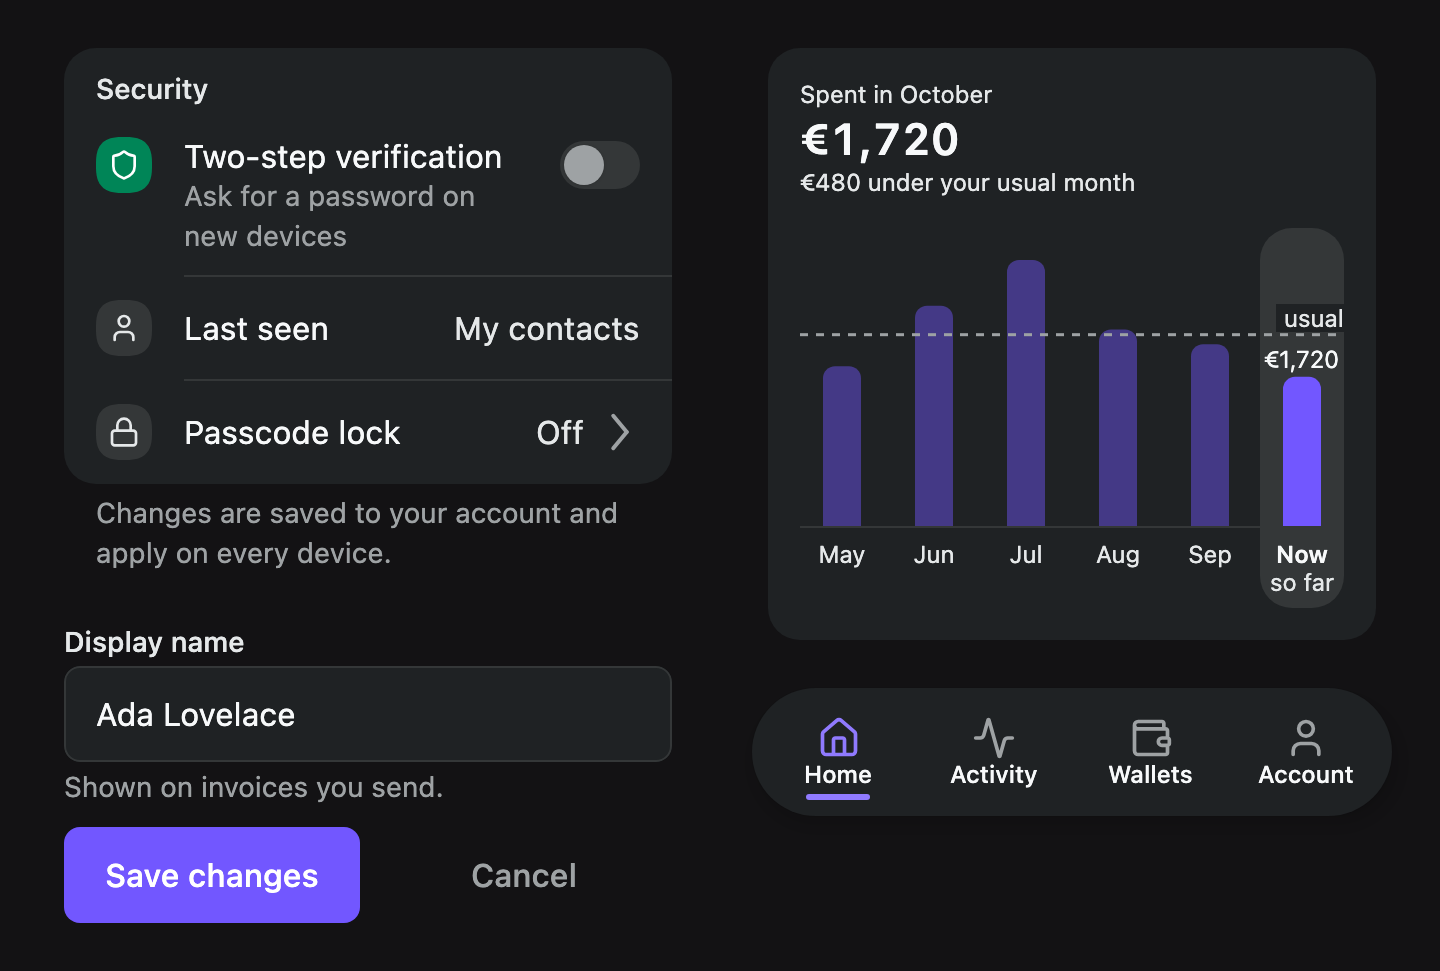 Security
Two-step verification
Ask for a password on
new devices
Last seen
My contacts
Passcode lock
Off
Changes are saved to your account and
apply on every device.
Display name
Ada Lovelace
Shown on invoices you send.
Save changes
Cancel
Spent in October
€1,720
€480 under your usual month
usual
€1,720
May
Jun
Jul
Aug
Sep
Now
so far
Home
Activity
Wallets
Account